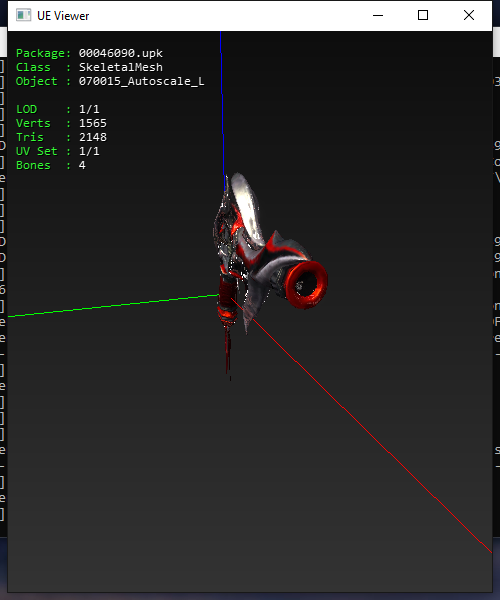 UE Viewer
Package: 00046090.upk
Class  : SkeletalMesh
Object : 070015_Autoscale_L
LOD    : 1/1
Verts  : 1565
Tris   : 2148
UV Set : 1/1
Bones  : 4